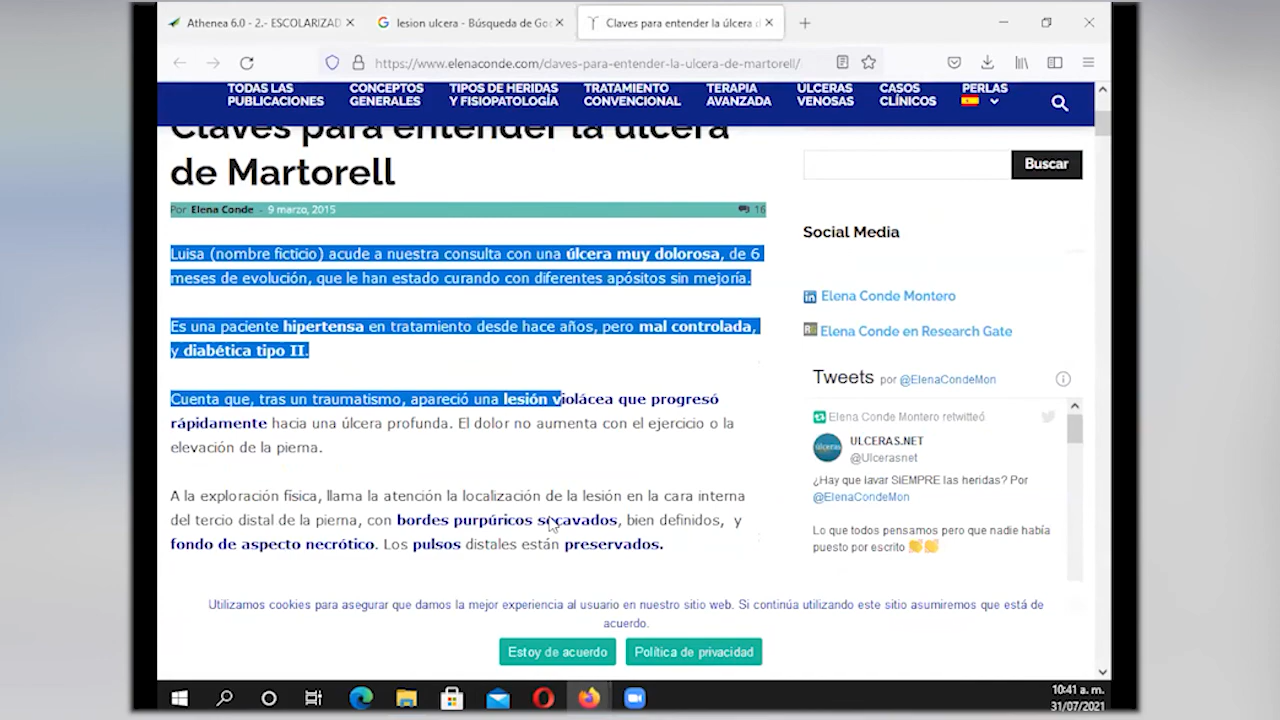 Athenea 6.0 - 2.- ESCOLARIZAD
lesion ulcera - Búsqueda de Goo
Claves para entender la úlcera d
https://www.elenaconde.com/claves-para-entender-la-ulcera-de-martorell/
TODAS LAS PUBLICACIONES
CONCEPTOS GENERALES
TIPOS DE HERIDAS Y FISIOPATOLOGÍA
TRATAMIENTO CONVENCIONAL
TERAPIA AVANZADA
ÚLCERAS VENOSAS
CASOS CLÍNICOS
PERLAS
Claves para entender la úlcera
de Martorell
Por Elena Conde - 9 marzo, 2015
16
Luisa (nombre ficticio) acude a nuestra consulta con una úlcera muy dolorosa, de 6
meses de evolución, que le han estado curando con diferentes apósitos sin mejoría.
Es una paciente hipertensa en tratamiento desde hace años, pero mal controlada,
y diabética tipo II.
Cuenta que, tras un traumatismo, apareció una lesión violácea que progresó
rápidamente hacia una úlcera profunda. El dolor no aumenta con el ejercicio o la
elevación de la pierna.
A la exploración física, llama la atención la localización de la lesión en la cara interna
del tercio distal de la pierna, con bordes purpúricos socavados, bien definidos, y
fondo de aspecto necrótico. Los pulsos distales están preservados.
Buscar
Social Media
Elena Conde Montero
Elena Conde en Research Gate
Tweets por @ElenaCondeMon
Elena Conde Montero retwitteó
ULCERAS.NET
@Ulcerasnet
¿Hay que lavar SIEMPRE las heridas? Por
@ElenaCondeMon
Lo que todos pensamos pero que nadie había
puesto por escrito
Utilizamos cookies para asegurar que damos la mejor experiencia al usuario en nuestro sitio web. Si continúa utilizando este sitio asumiremos que está de
acuerdo.
Estoy de acuerdo
Política de privacidad
10:41 a. m.
31/07/2021